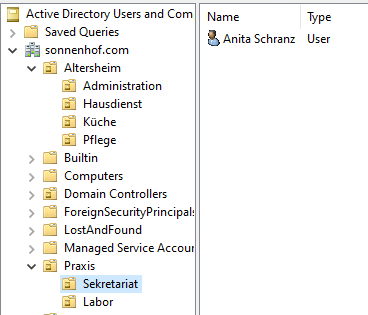 Active Directory Users and Com
Saved Queries
sonnenhof.com
Altersheim
Administration
Hausdienst
Küche
Pflege
Builtin
Computers
Domain Controllers
ForeignSecurityPrincipals
LostAndFound
Managed Service Accour
Praxis
Sekretariat
Labor
Name Type
Anita Schranz User